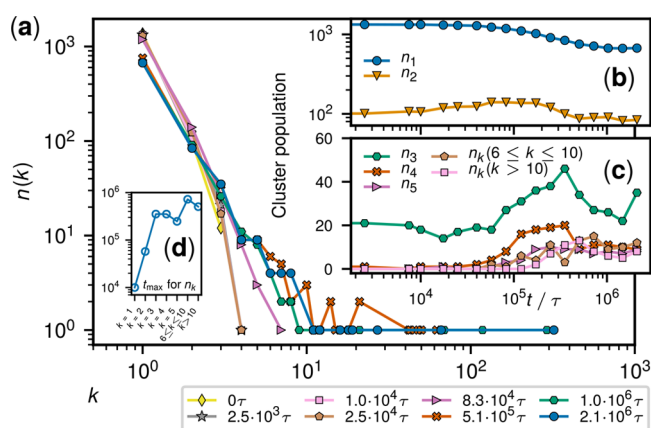 (a)
n(k)
10³
10²
10¹
10⁰
10⁰
10¹
10²
10³
k
Cluster population
(b)
10³
10²
n₁
n₂
(c)
60
40
20
0
n₃
n₄
n₅
nₖ(6 ≤ k ≤ 10)
nₖ(k > 10)
10⁴
10⁵
10⁶
t / τ
(d)
10⁶
10⁵
10⁴
t_max for nₖ
k = 1
k = 2
k = 3
k = 4
k = 5
6≤k≤10
k>10
0τ
2.5·10³τ
1.0·10⁴τ
2.5·10⁴τ
8.3·10⁴τ
5.1·10⁵τ
1.0·10⁶τ
2.1·10⁶τ